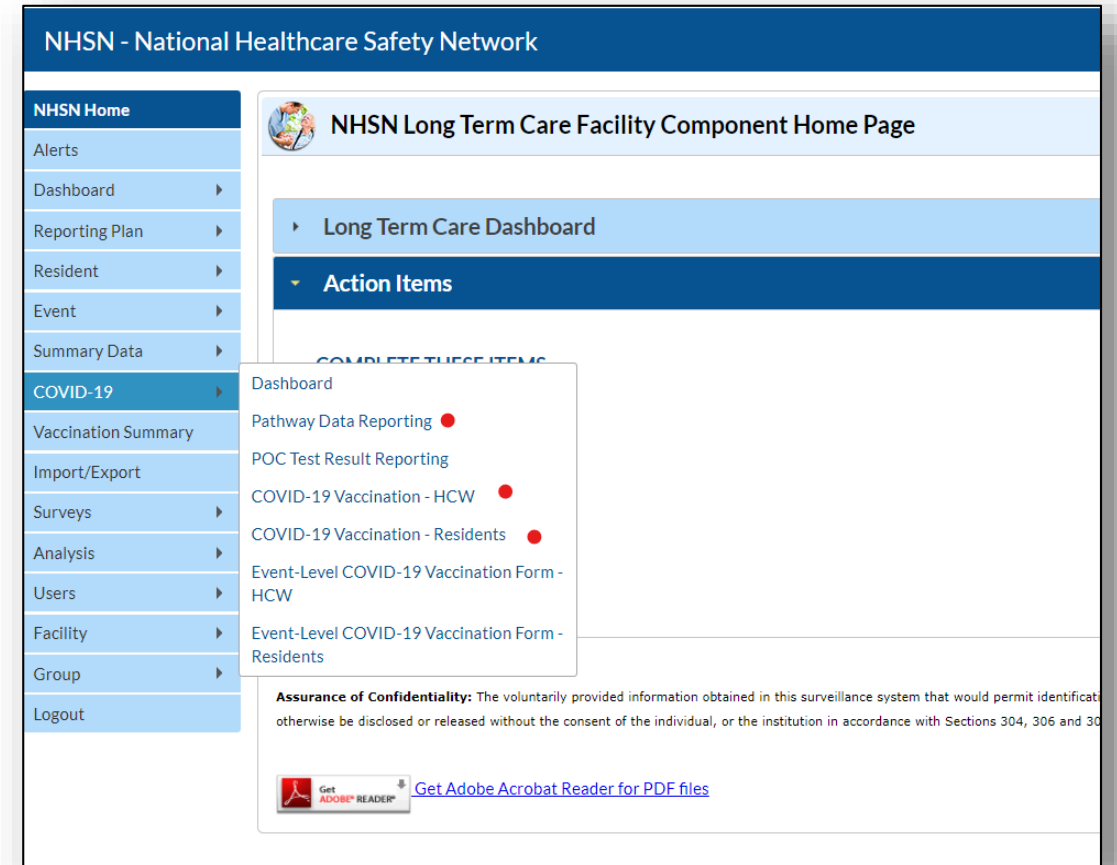 NHSN - National Healthcare Safety Network
NHSN Home
Alerts
Dashboard
Reporting Plan
Resident
Event
Summary Data
COVID-19
Vaccination Summary
Import/Export
Surveys
Analysis
Users
Facility
Group
Logout
NHSN Long Term Care Facility Component Home Page
Long Term Care Dashboard
Action Items
COMPLETE THESE ITEMS
Dashboard
Pathway Data Reporting
POC Test Result Reporting
COVID-19 Vaccination - HCW
COVID-19 Vaccination - Residents
Event-Level COVID-19 Vaccination Form -
HCW
Event-Level COVID-19 Vaccination Form -
Residents
Assurance of Confidentiality: The voluntarily provided information obtained in this surveillance system that would permit identificati
otherwise be disclosed or released without the consent of the individual, or the institution in accordance with Sections 304, 306 and 30
Get
ADOBE® READER®
Get Adobe Acrobat Reader for PDF files